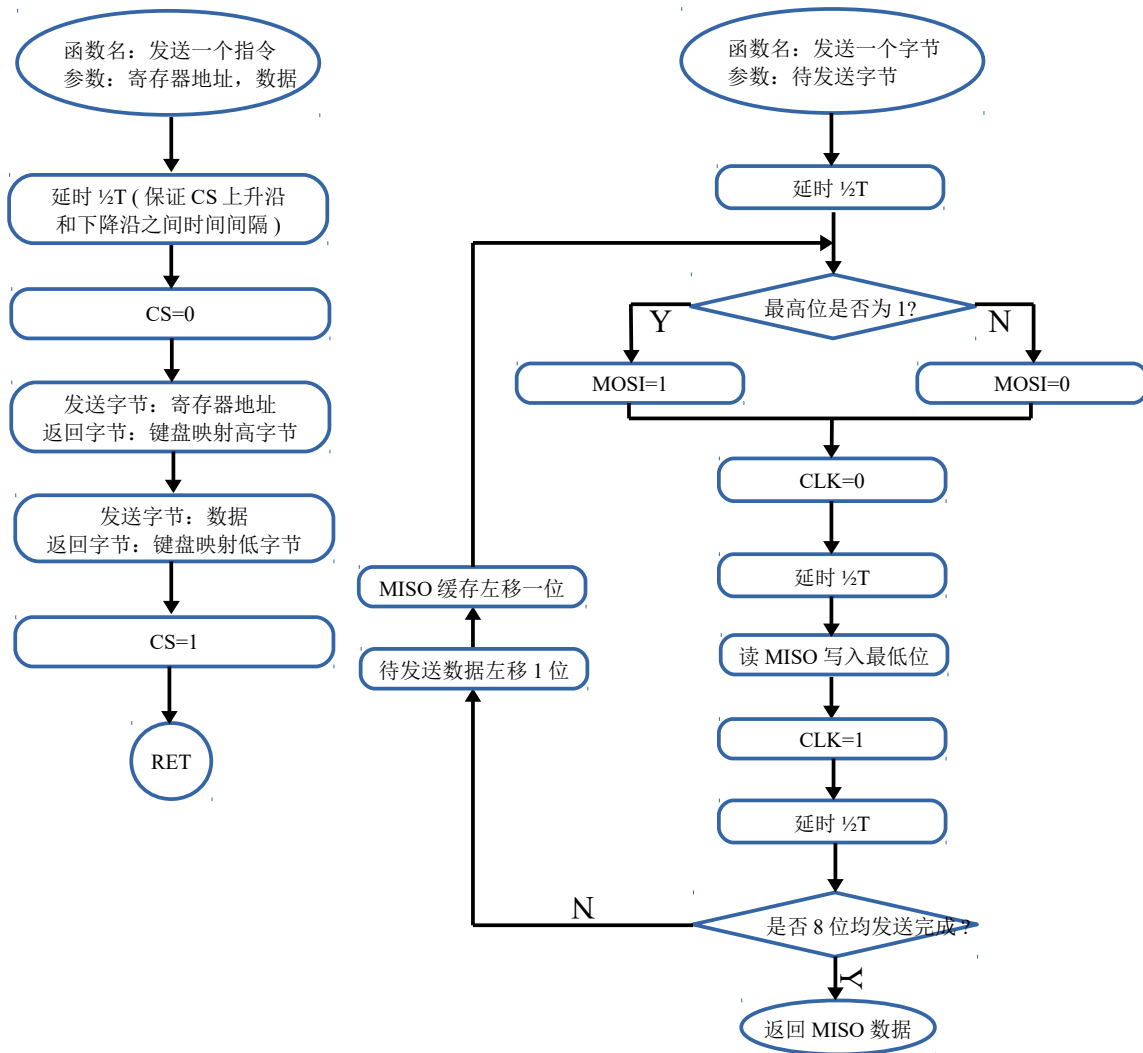 函数名：发送一个指令
参数：寄存器地址，数据
延时 ½T ( 保证 CS 上升沿
和下降沿之间时间间隔 )
CS=0
发送字节：寄存器地址
返回字节：键盘映射高字节
发送字节：数据
返回字节：键盘映射低字节
CS=1
RET
函数名：发送一个字节
参数：待发送字节
延时 ½T
最高位是否为 1?
Y
N
MOSI=1
MOSI=0
CLK=0
延时 ½T
读 MISO 写入最低位
CLK=1
延时 ½T
是否 8 位均发送完成 ?
N
待发送数据左移 1 位
MISO 缓存左移一位
Y
返回 MISO 数据